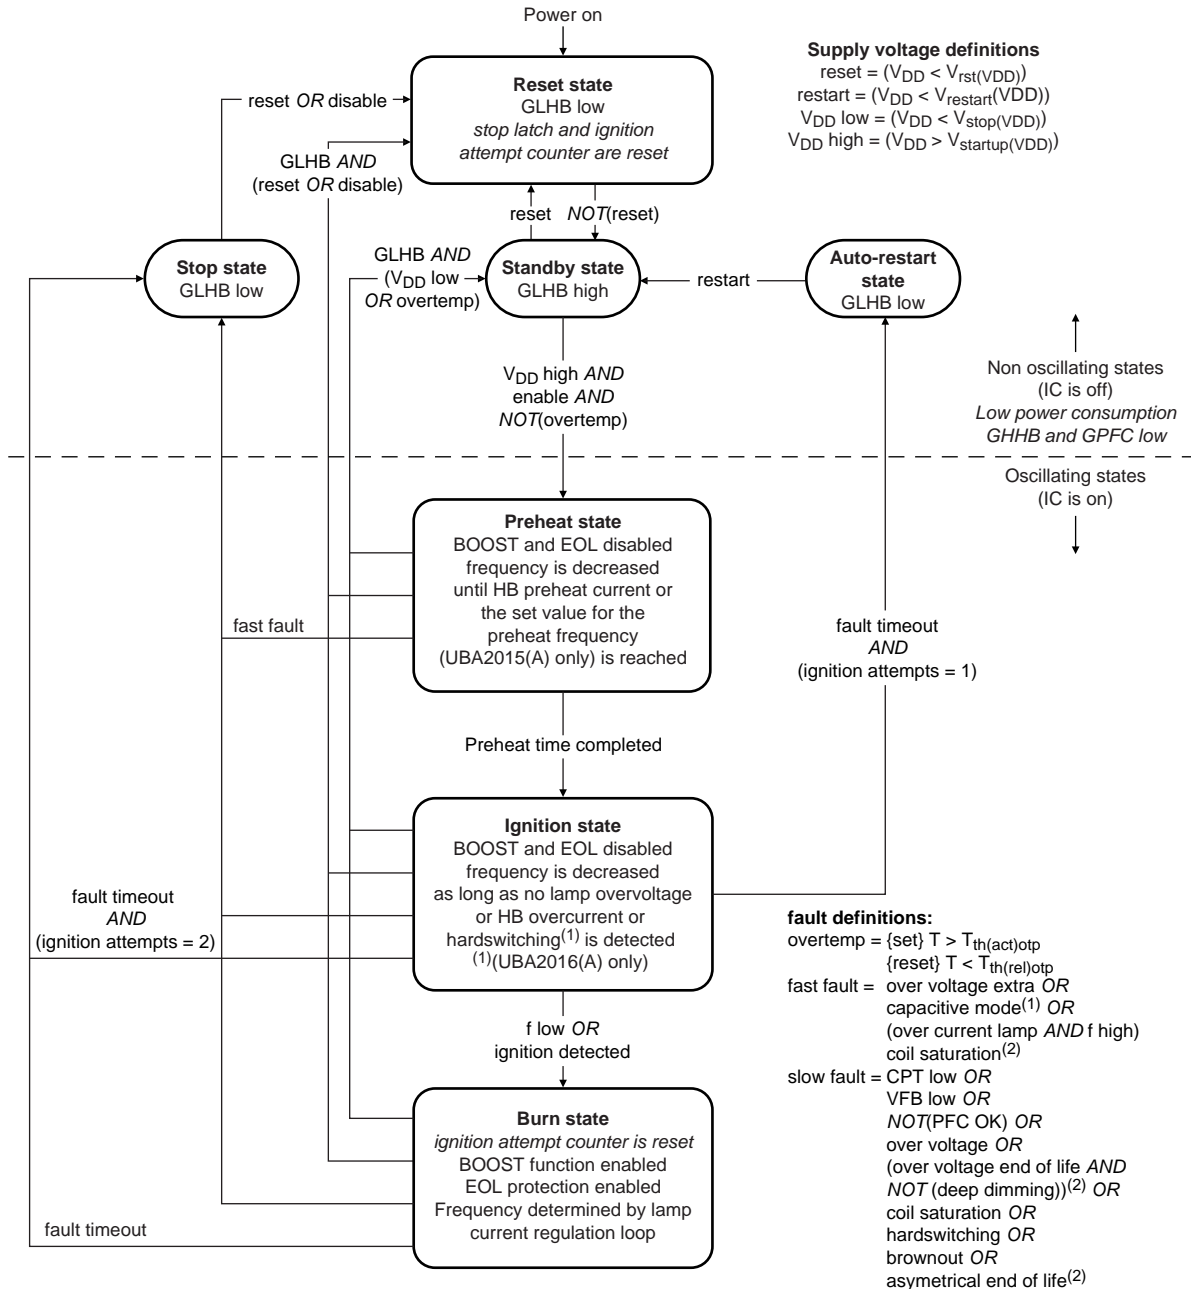 Power on
Supply voltage definitions
reset = (VDD < Vrst(VDD))
restart = (VDD < Vrestart(VDD))
VDD low = (VDD < Vstop(VDD))
VDD high = (VDD > Vstartup(VDD))
Reset state
GLHB low
stop latch and ignition
attempt counter are reset
reset OR disable
GLHB AND
(reset OR disable)
reset
NOT(reset)
Stop state
GLHB low
GLHB AND
(VDD low
OR overtemp)
Standby state
GLHB high
restart
Auto-restart
state
GLHB low
VDD high AND
enable AND
NOT(overtemp)
Non oscillating states
(IC is off)
Low power consumption
GHHB and GPFC low
Oscillating states
(IC is on)
Preheat state
BOOST and EOL disabled
frequency is decreased
until HB preheat current or
the set value for the
preheat frequency
(UBA2015(A) only) is reached
fast fault
fault timeout
AND
(ignition attempts = 1)
Preheat time completed
Ignition state
BOOST and EOL disabled
frequency is decreased
as long as no lamp overvoltage
or HB overcurrent or
hardswitching(1) is detected
(1)(UBA2016(A) only)
fault timeout
AND
(ignition attempts = 2)
f low OR
ignition detected
Burn state
ignition attempt counter is reset
BOOST function enabled
EOL protection enabled
Frequency determined by lamp
current regulation loop
fault timeout
fault definitions:
overtemp = {set} T > Tth(act)otp
{reset} T < Tth(rel)otp
fast fault = over voltage extra OR
capacitive mode(1) OR
(over current lamp AND f high)
coil saturation(2)
slow fault = CPT low OR
VFB low OR
NOT(PFC OK) OR
over voltage OR
(over voltage end of life AND
NOT (deep dimming))(2) OR
coil saturation OR
hardswitching OR
brownout OR
asymetrical end of life(2)